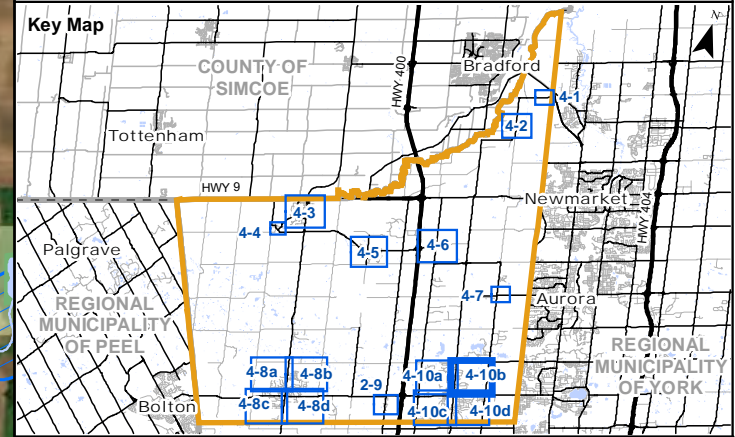 Key Map
N
COUNTY OF
SIMCOE
HWY 400
Bradford
4-1
4-2
Tottenham
HWY 9
Newmarket
HWY 404
4-3
4-4
4-5
4-6
Palgrave
4-7
Aurora
REGIONAL
MUNICIPALITY
OF PEEL
REGIONAL
MUNICIPALITY
OF YORK
4-8a
4-8b
4-10a
4-10b
Bolton
4-8c
4-8d
2-9
4-10c
4-10d